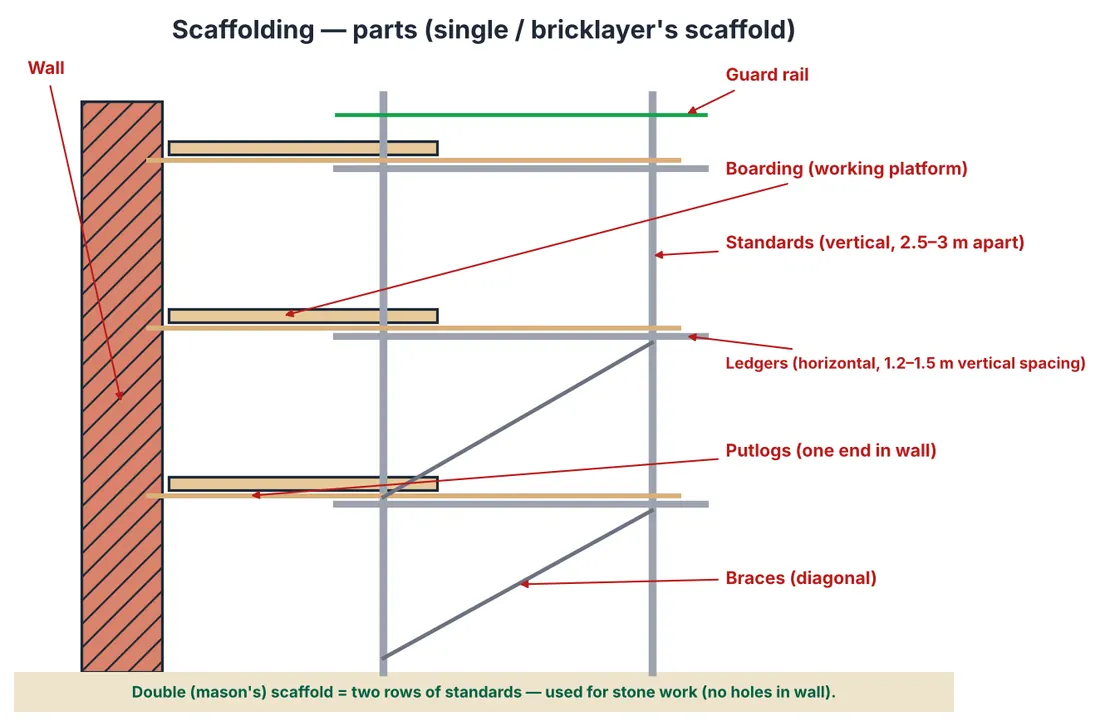 Scaffolding — parts (single / bricklayer's scaffold)
Wall
Guard rail
Boarding (working platform)
Standards (vertical, 2.5–3 m apart)
Ledgers (horizontal, 1.2–1.5 m vertical spacing)
Putlogs (one end in wall)
Braces (diagonal)
Double (mason's) scaffold = two rows of standards — used for stone work (no holes in wall).